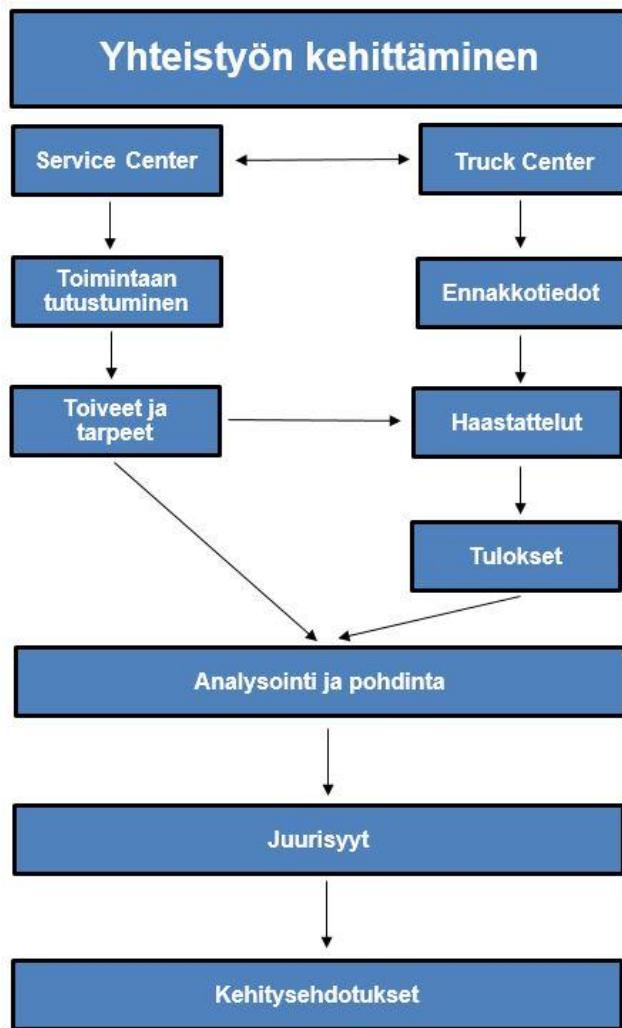 Yhteistyön kehittäminen
Service Center
Truck Center
Toimintaan
tutustuminen
Ennakkotiedot
Toiveet ja
tarpeet
Haastattelut
Tulokset
Analysointi ja pohdinta
Juurisyyt
Kehitysehdotukset